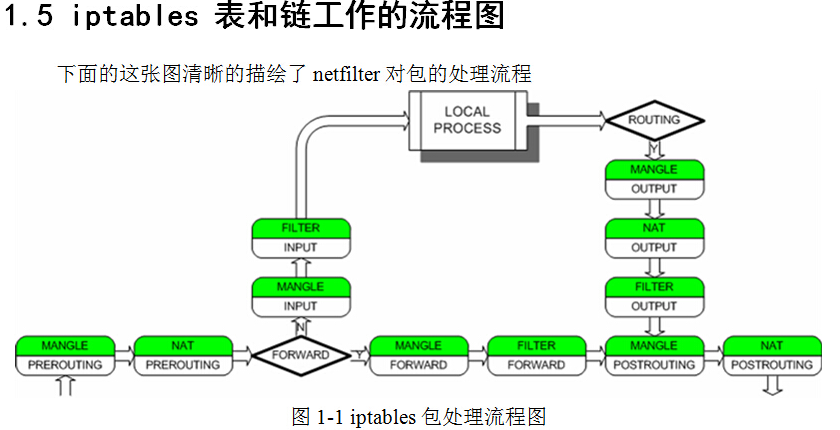 1.5 iptables 表和链工作的流程图
下面的这张图清晰的描绘了 netfilter 对包的处理流程
LOCAL
PROCESS
ROUTING
Y
MANGLE
OUTPUT
FILTER
INPUT
NAT
OUTPUT
MANGLE
INPUT
FILTER
OUTPUT
N
MANGLE
PREROUTING
NAT
PREROUTING
FORWARD
Y
MANGLE
FORWARD
FILTER
FORWARD
MANGLE
POSTROUTING
NAT
POSTROUTING
图 1-1 iptables 包处理流程图